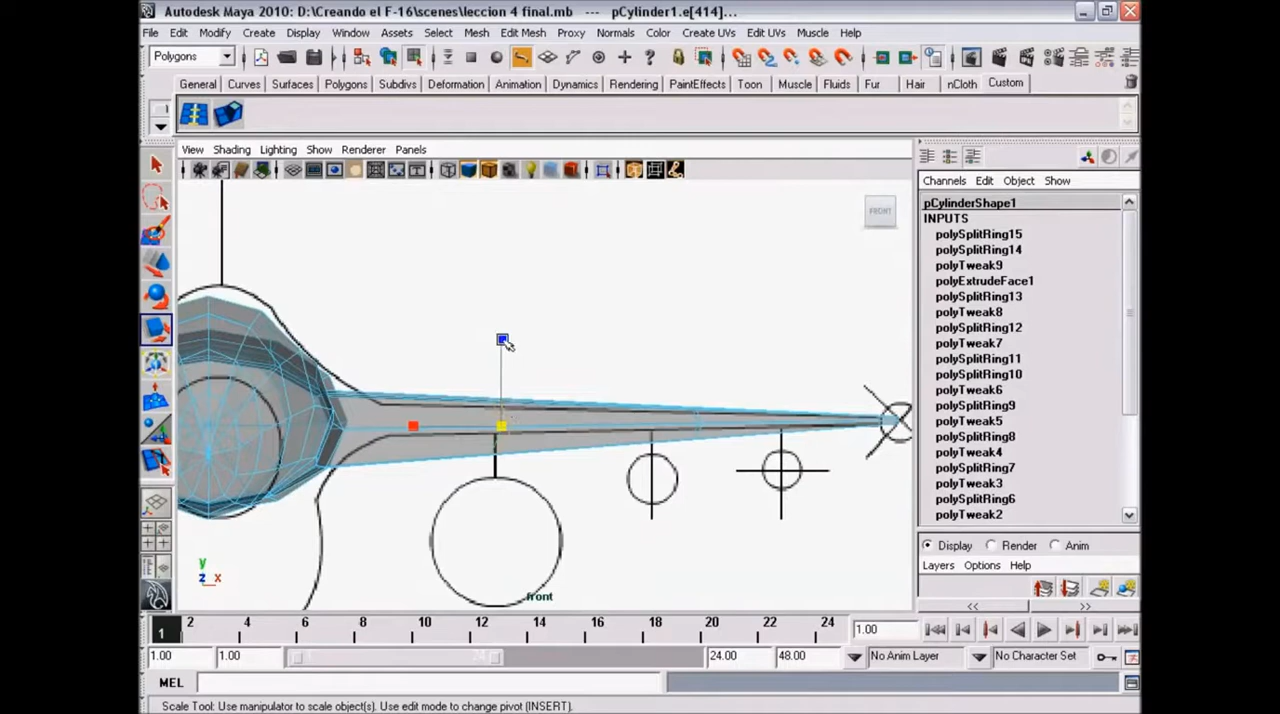 Autodesk Maya 2010: D:\Creando el F-16\scenes\leccion 4 final.mb --- pCylinder1.e[414]...
File Edit Modify Create Display Window Assets Select Mesh Edit Mesh Proxy Normals Color Create UVs Edit UVs Muscle Help
Polygons
General Curves Surfaces Polygons Subdivs Deformation Animation Dynamics Rendering PaintEffects Toon Muscle Fluids Fur Hair nCloth Custom
View Shading Lighting Show Renderer Panels
FRONT
Channels Edit Object Show
pCylinderShape1
INPUTS
polySplitRing15
polySplitRing14
polyTweak9
polyExtrudeFace1
polySplitRing13
polyTweak8
polySplitRing12
polyTweak7
polySplitRing11
polySplitRing10
polyTweak6
polySplitRing9
polyTweak5
polySplitRing8
polyTweak4
polySplitRing7
polyTweak3
polySplitRing6
polyTweak2
Display Render Anim
Layers Options Help
<< >>
y
z x
front
1 2 4 6 8 10 12 14 16 18 20 22 24 1.00
1.00 1.00 24 24.00 48.00 No Anim Layer No Character Set
MEL
Scale Tool: Use manipulator to scale object(s). Use edit mode to change pivot (INSERT).